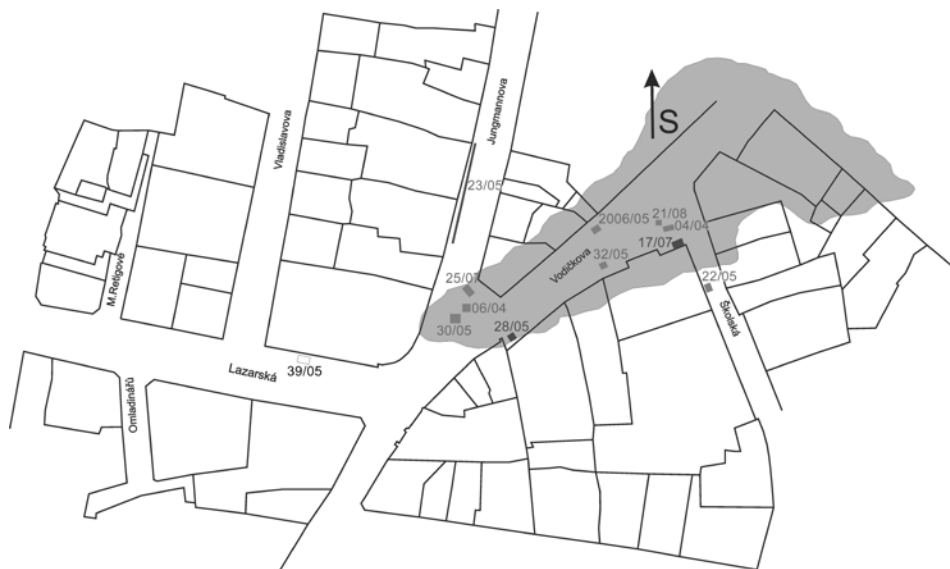 Jungmannova
Vladislavova
S
23/05
2006/05
21/08
04/04
17/07
Vodičkova
32/05
M.Retigové
25/07
22/05
06/04
Školská
30/05
28/05
39/05
Lazarská
Omladinářů